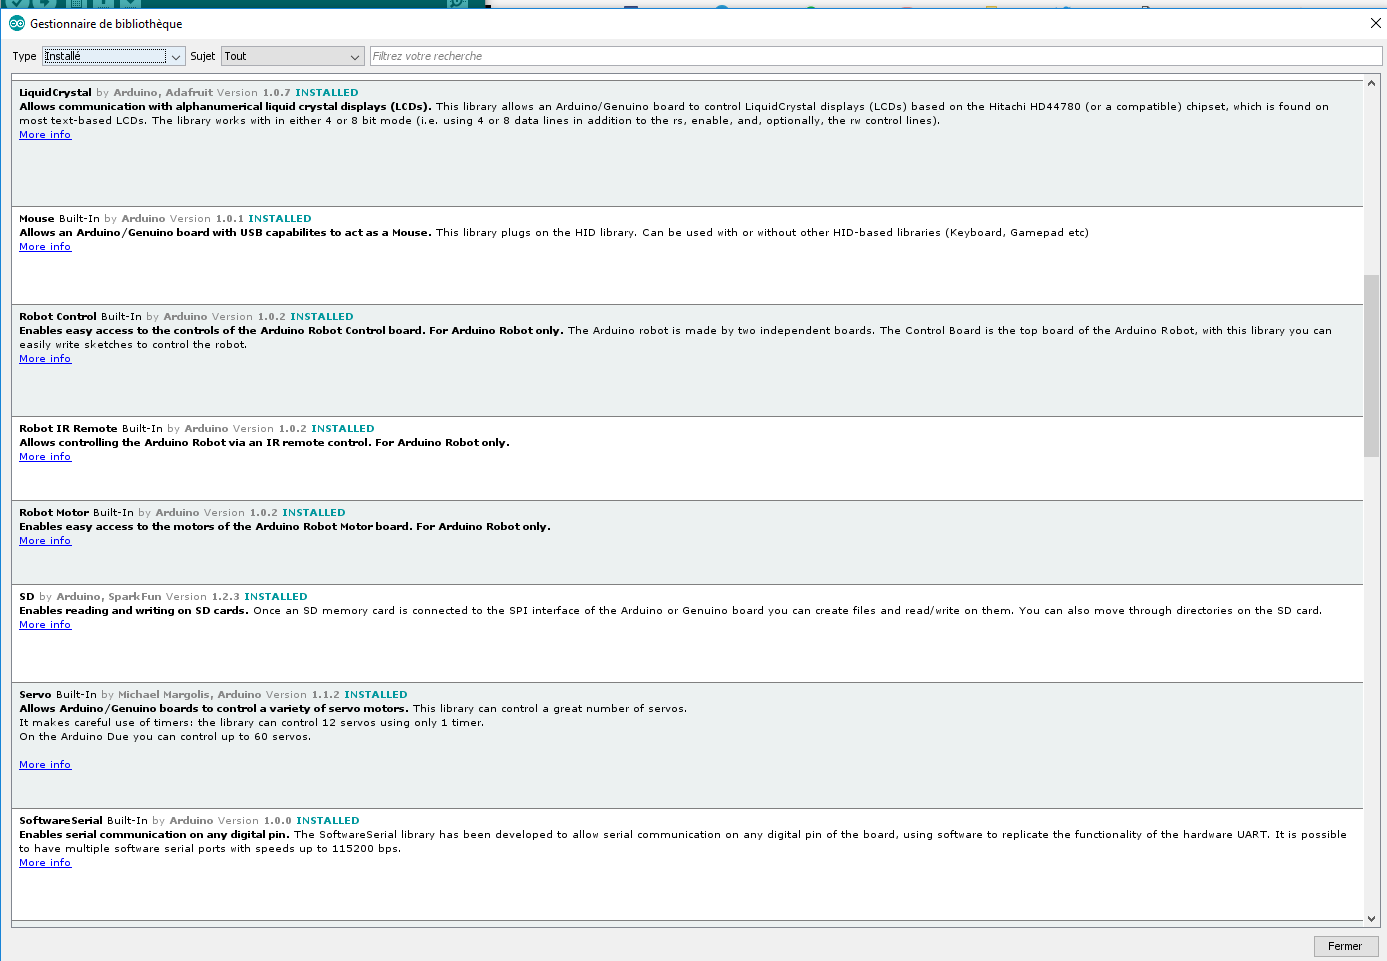 Gestionnaire de bibliothèque
Type Installé Sujet Tout Filtrez votre recherche
LiquidCrystal by Arduino, Adafruit Version 1.0.7 INSTALLED
Allows communication with alphanumerical liquid crystal displays (LCDs). This library allows an Arduino/Genuino board to control LiquidCrystal displays (LCDs) based on the Hitachi HD44780 (or a compatible) chipset, which is found on
most text-based LCDs. The library works with in either 4 or 8 bit mode (i.e. using 4 or 8 data lines in addition to the rs, enable, and, optionally, the rw control lines).
More info
Mouse Built-In by Arduino Version 1.0.1 INSTALLED
Allows an Arduino/Genuino board with USB capabilites to act as a Mouse. This library plugs on the HID library. Can be used with or without other HID-based libraries (Keyboard, Gamepad etc)
More info
Robot Control Built-In by Arduino Version 1.0.2 INSTALLED
Enables easy access to the controls of the Arduino Robot Control board. For Arduino Robot only. The Arduino robot is made by two independent boards. The Control Board is the top board of the Arduino Robot, with this library you can
easily write sketches to control the robot.
More info
Robot IR Remote Built-In by Arduino Version 1.0.2 INSTALLED
Allows controlling the Arduino Robot via an IR remote control. For Arduino Robot only.
More info
Robot Motor Built-In by Arduino Version 1.0.2 INSTALLED
Enables easy access to the motors of the Arduino Robot Motor board. For Arduino Robot only.
More info
SD by Arduino, SparkFun Version 1.2.3 INSTALLED
Enables reading and writing on SD cards. Once an SD memory card is connected to the SPI interface of the Arduino or Genuino board you can create files and read/write on them. You can also move through directories on the SD card.
More info
Servo Built-In by Michael Margolis, Arduino Version 1.1.2 INSTALLED
Allows Arduino/Genuino boards to control a variety of servo motors. This library can control a great number of servos.
It makes careful use of timers: the library can control 12 servos using only 1 timer.
On the Arduino Due you can control up to 60 servos.
More info
SoftwareSerial Built-In by Arduino Version 1.0.0 INSTALLED
Enables serial communication on any digital pin. The SoftwareSerial library has been developed to allow serial communication on any digital pin of the board, using software to replicate the functionality of the hardware UART. It is possible
to have multiple software serial ports with speeds up to 115200 bps.
More info
Fermer